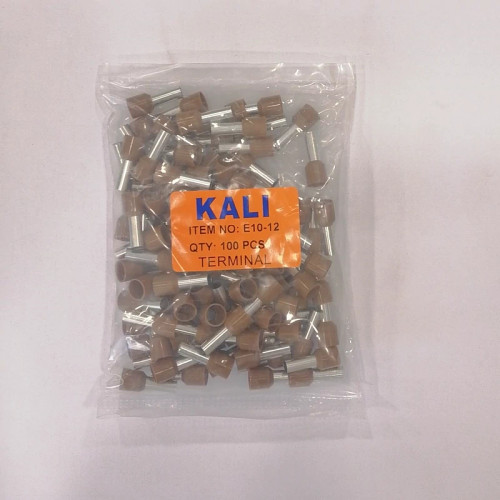 KALI
ITEM NO: E10-12
QTY: 100 PCS
TERMINAL